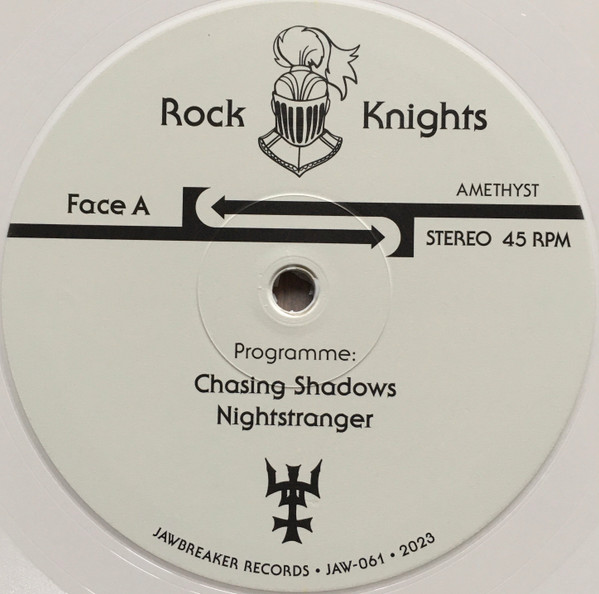 Rock Knights
AMETHYST
Face A
STEREO 45 RPM
Programme:
Chasing Shadows
Nightstranger
JAWBREAKER RECORDS • JAW-061 • 2023